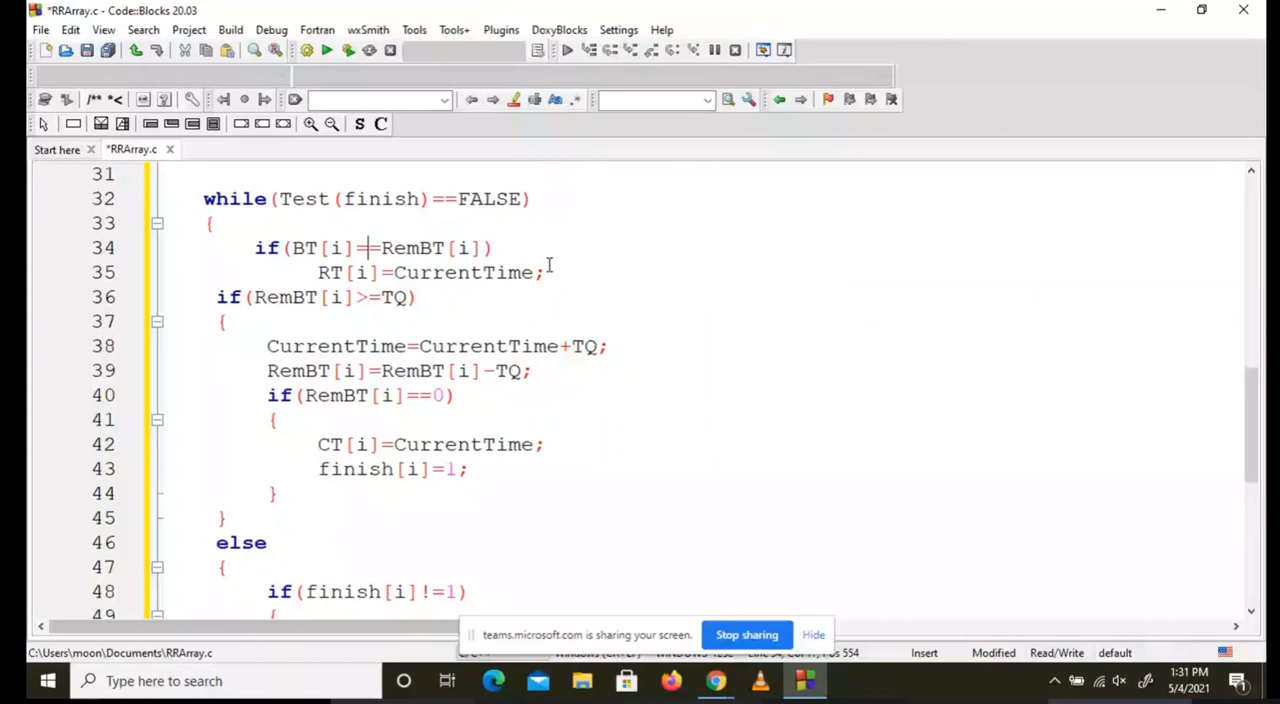 *RRArray.c - Code::Blocks 20.03
File Edit View Search Project Build Debug Fortran wxSmith Tools Tools+ Plugins DoxyBlocks Settings Help
/** *<
S C
Start here *RRArray.c
31
32 while(Test(finish)==FALSE)
33 {
34 if(BT[i]==RemBT[i])
35 RT[i]=CurrentTime;
36 if(RemBT[i]>=TQ)
37 {
38 CurrentTime=CurrentTime+TQ;
39 RemBT[i]=RemBT[i]-TQ;
40 if(RemBT[i]==0)
41 {
42 CT[i]=CurrentTime;
43 finish[i]=1;
44 }
45 }
46 else
47 {
48 if(finish[i]!=1)
49 {
teams.microsoft.com is sharing your screen. Stop sharing Hide
C:\Users\moon\Documents\RRArray.c Pos 554 Insert Modified Read/Write default
Type here to search
1:31 PM
5/4/2021
1